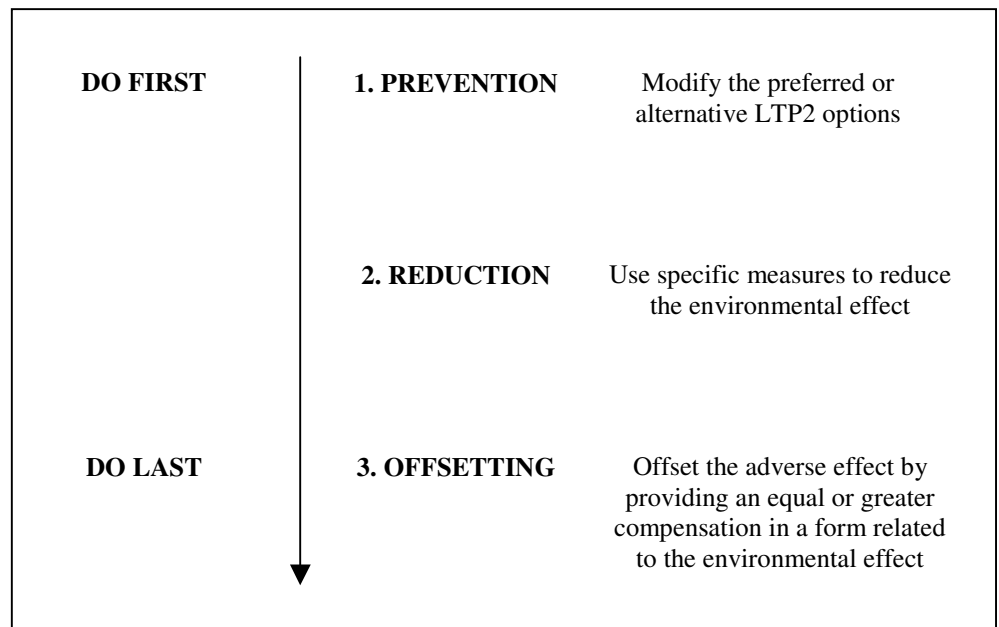 DO FIRST
1. PREVENTION
Modify the preferred or
alternative LTP2 options
2. REDUCTION
Use specific measures to reduce
the environmental effect
DO LAST
3. OFFSETTING
Offset the adverse effect by
providing an equal or greater
compensation in a form related
to the environmental effect